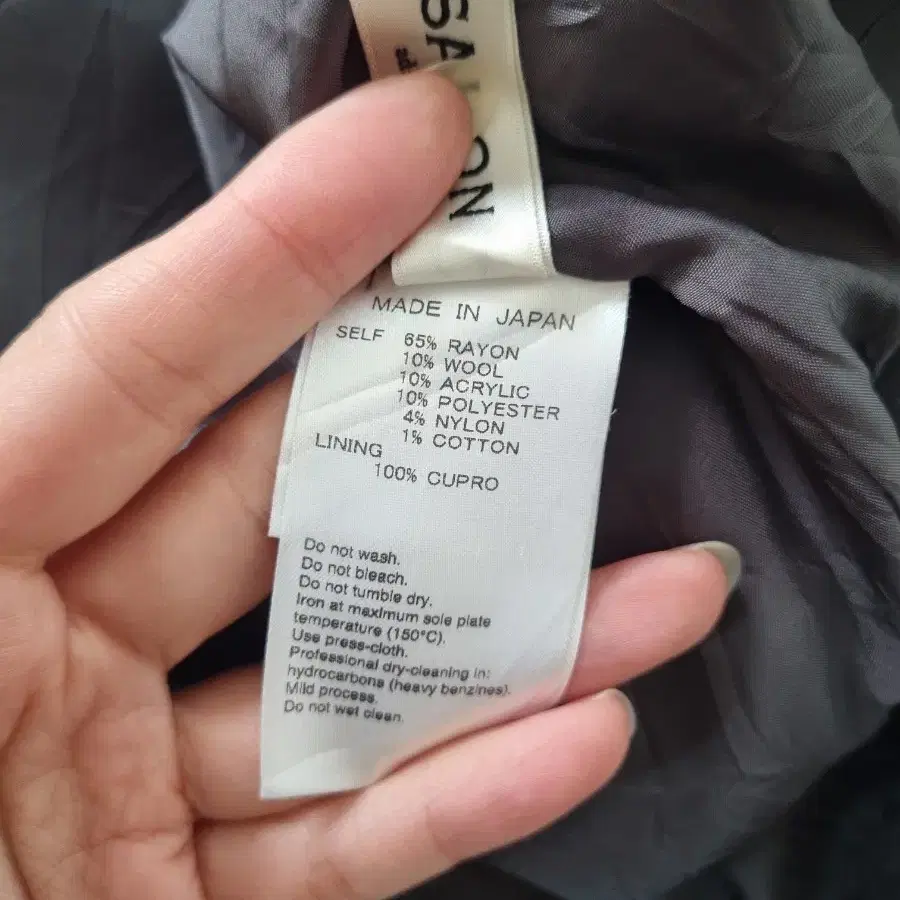 MADE IN JAPAN
SELF 65% RAYON
10% WOOL
10% ACRYLIC
10% POLYESTER
4% NYLON
1% COTTON
LINING
100% CUPRO
Do not wash.
Do not bleach.
Do not tumble dry.
Iron at maximum sole plate
temperature (150°C).
Use press-cloth.
Professional dry-cleaning in:
hydrocarbons (heavy benzines).
Mild process.
Do not wet clean.